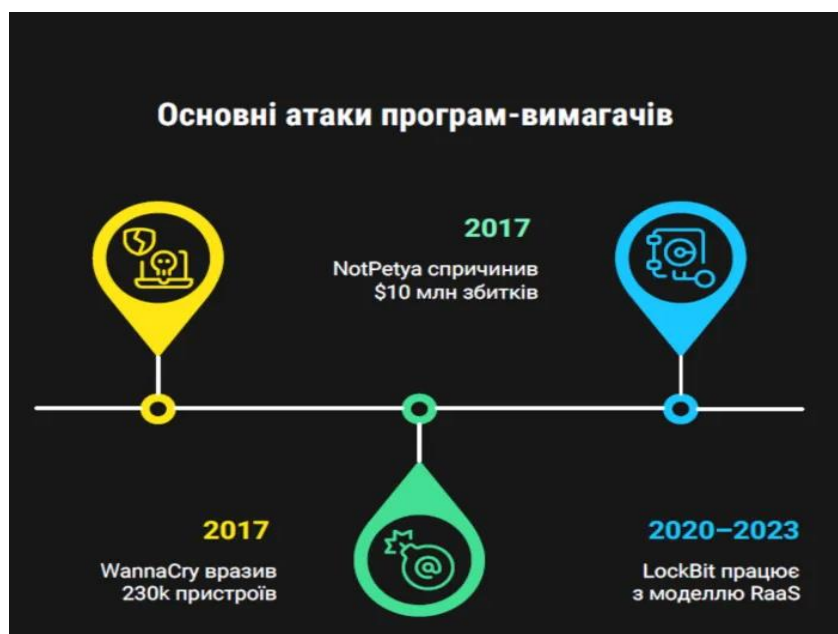 Основні атаки програм-вимагачів
2017
WannaCry вразив
230k пристроїв
2017
NotPetya спричинив
$10 млн збитків
2020–2023
LockBit працює
з моделлю RaaS